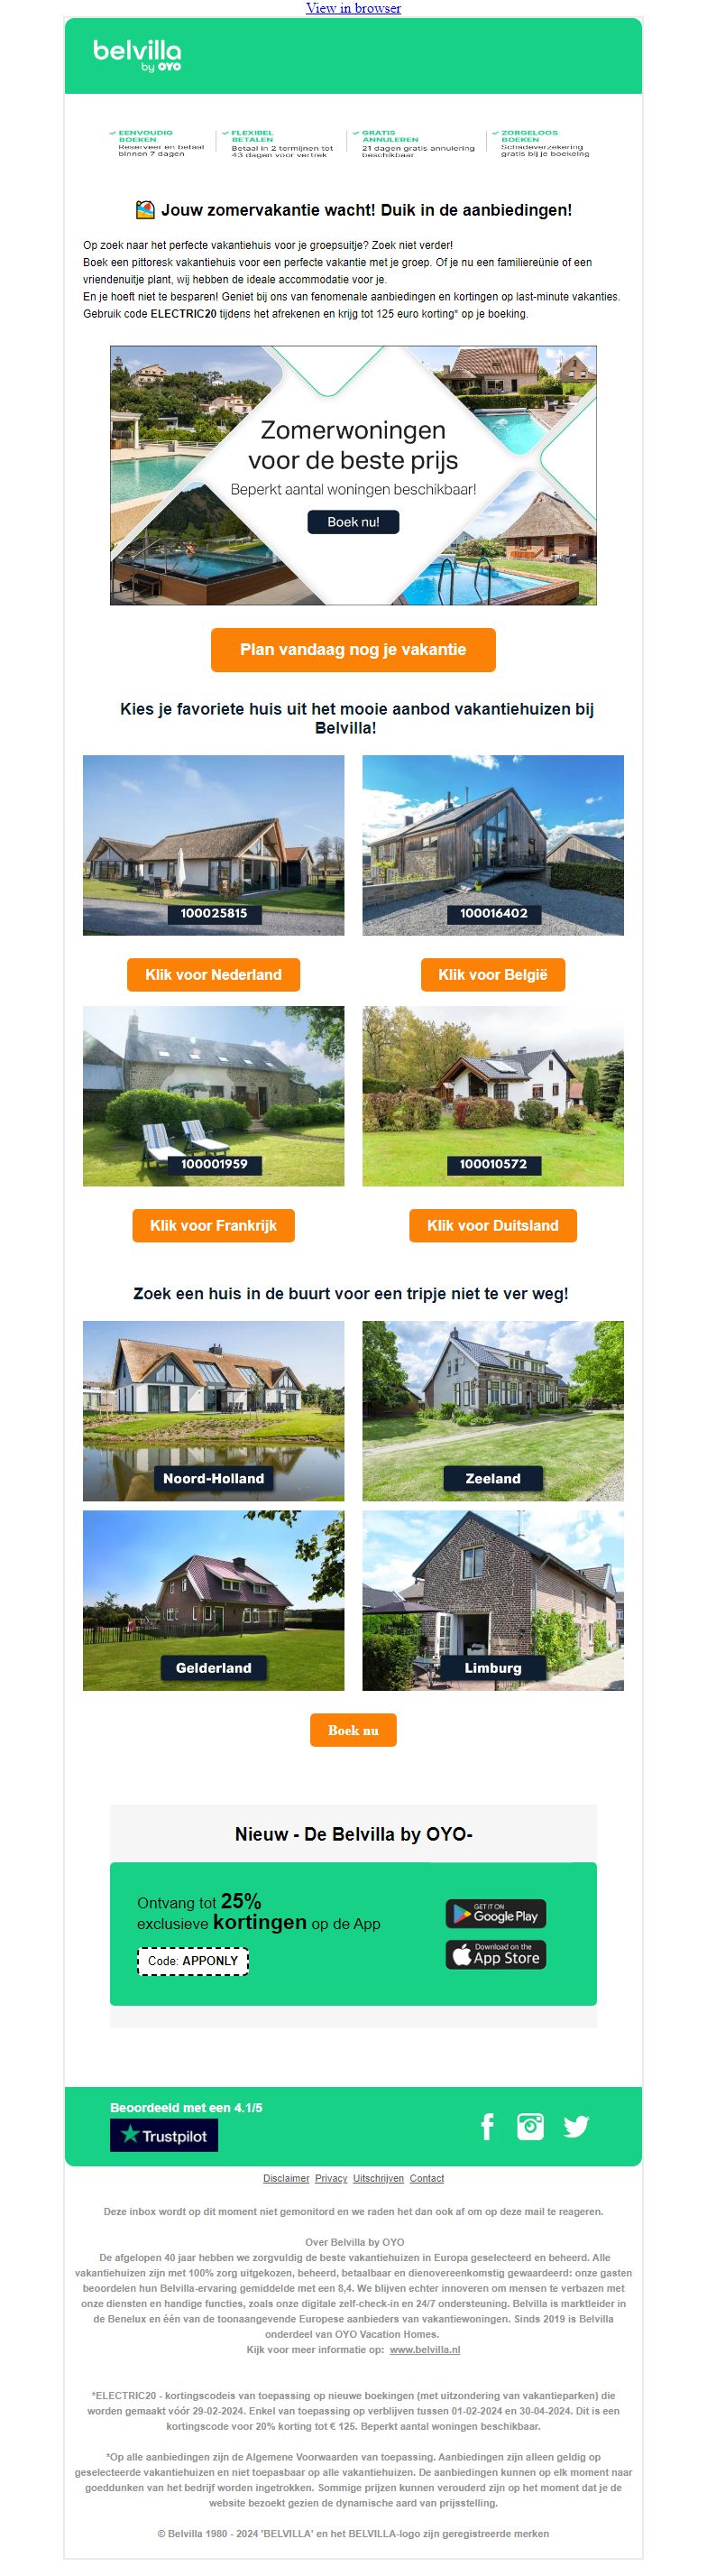 View in browser
belvilla
by OYO
EENVOUDIG
BOEKEN
Reserveer en betaal
binnen 7 dagen
FLEXIBEL
BETALEN
Betaal in 2 termijnen tot
43 dagen voor vertrek
GRATIS
ANNULEREN
21 dagen gratis annulering
beschikbaar
ZORGELOOS
BOEKEN
Schadeverzekering
gratis bij je boeking
Jouw zomervakantie wacht! Duik in de aanbiedingen!
Op zoek naar het perfecte vakantiehuis voor je groepsuitje? Zoek niet verder!
Boek een pittoresk vakantiehuis voor een perfecte vakantie met je groep. Of je nu een familiereünie of een
vriendenuitje plant, wij hebben de ideale accommodatie voor je.
En je hoeft niet te besparen! Geniet bij ons van fenomenale aanbiedingen en kortingen op last-minute vakanties.
Gebruik code ELECTRIC20 tijdens het afrekenen en krijg tot 125 euro korting* op je boeking.
Zomerwoningen
voor de beste prijs
Beperkt aantal woningen beschikbaar!
Boek nu!
Plan vandaag nog je vakantie
Kies je favoriete huis uit het mooie aanbod vakantiehuizen bij
Belvilla!
100025815
100016402
Klik voor Nederland
Klik voor België
100001959
100010572
Klik voor Frankrijk
Klik voor Duitsland
Zoek een huis in de buurt voor een tripje niet te ver weg!
Noord-Holland
Zeeland
Gelderland
Limburg
Boek nu
Nieuw - De Belvilla by OYO-
Ontvang tot 25%
exclusieve kortingen op de App
Code: APPONLY
GET IT ON
Google Play
Download on the
App Store
Beoordeeld met een 4.1/5
Trustpilot
Disclaimer Privacy Uitschrijven Contact
Deze inbox wordt op dit moment niet gemonitord en we raden het dan ook af om op deze mail te reageren.
Over Belvilla by OYO
De afgelopen 40 jaar hebben we zorgvuldig de beste vakantiehuizen in Europa geselecteerd en beheerd. Alle
vakantiehuizen zijn met 100% zorg uitgekozen, beheerd, betaalbaar en dienovereenkomstig gewaardeerd: onze gasten
beoordelen hun Belvilla-ervaring gemiddelde met een 8,4. We blijven echter innoveren om mensen te verbazen met
onze diensten en handige functies, zoals onze digitale zelf-check-in en 24/7 ondersteuning. Belvilla is marktleider in
de Benelux en één van de toonaangevende Europese aanbieders van vakantiewoningen. Sinds 2019 is Belvilla
onderdeel van OYO Vacation Homes.
Kijk voor meer informatie op: www.belvilla.nl
*ELECTRIC20 - kortingscodeis van toepassing op nieuwe boekingen (met uitzondering van vakantieparken) die
worden gemaakt vóór 29-02-2024. Enkel van toepassing op verblijven tussen 01-02-2024 en 30-04-2024. Dit is een
kortingscode voor 20% korting tot € 125. Beperkt aantal woningen beschikbaar.
*Op alle aanbiedingen zijn de Algemene Voorwaarden van toepassing. Aanbiedingen zijn alleen geldig op
geselecteerde vakantiehuizen en niet toepasbaar op alle vakantiehuizen. De aanbiedingen kunnen op elk moment naar
goeddunken van het bedrijf worden ingetrokken. Sommige prijzen kunnen verouderd zijn op het moment dat je de
website bezoekt gezien de dynamische aard van prijsstelling.
© Belvilla 1980 - 2024 'BELVILLA' en het BELVILLA-logo zijn geregistreerde merken